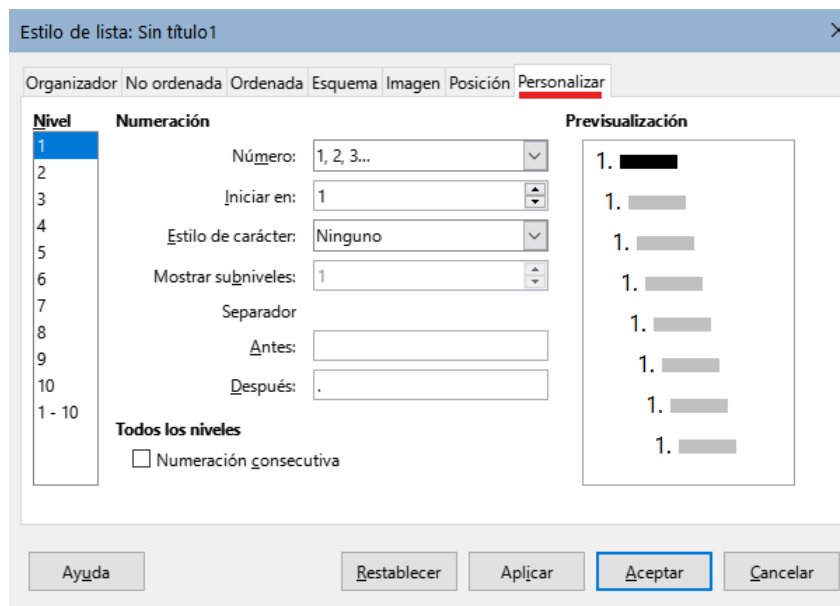 Estilo de lista: Sin título1
Organizador No ordenada Ordenada Esquema Imagen Posición Personalizar
Nivel
1
2
3
4
5
6
7
8
9
10
1 - 10
Numeración
Número: 1, 2, 3...
Iniciar en: 1
Estilo de carácter: Ninguno
Mostrar subniveles: 1
Separador
Antes:
Después: .
Todos los niveles
Numeración consecutiva
Previsualización
1.
1.
1.
1.
1.
1.
1.
1.
Ayuda Restablecer Aplicar Aceptar Cancelar